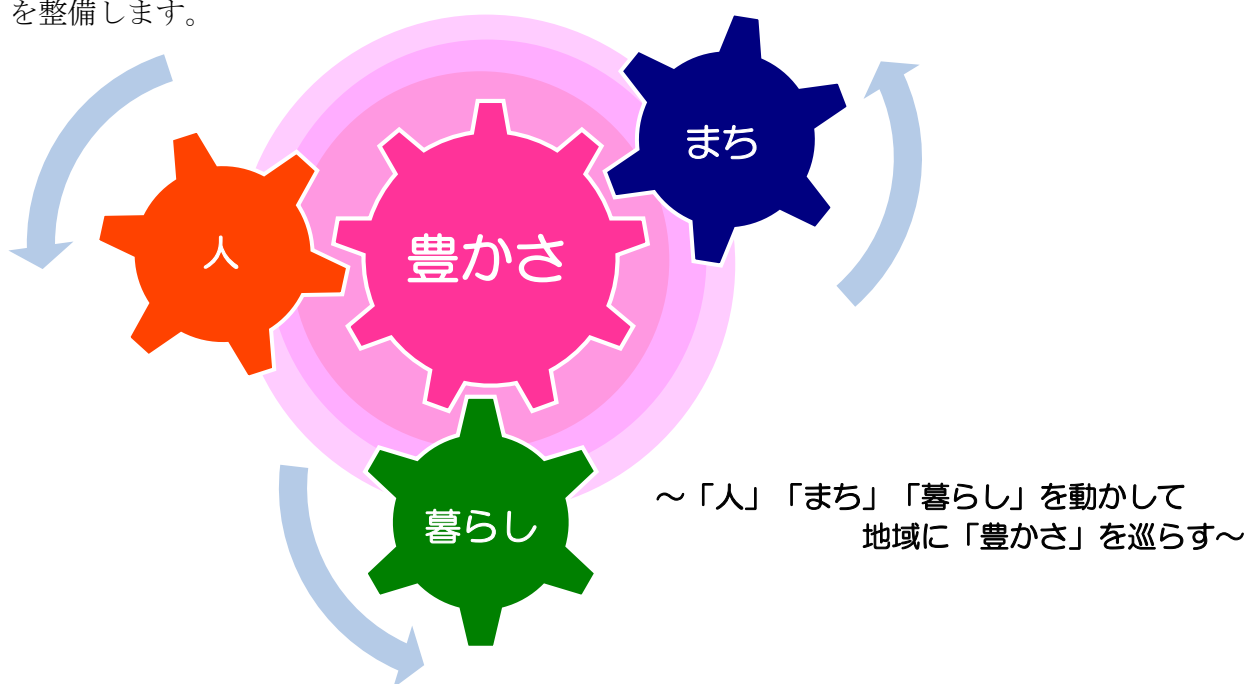 を整備します。
まち
人
豊かさ
暮らし
～「人」「まち」「暮らし」を動かして
地域に「豊かさ」を巡らす～